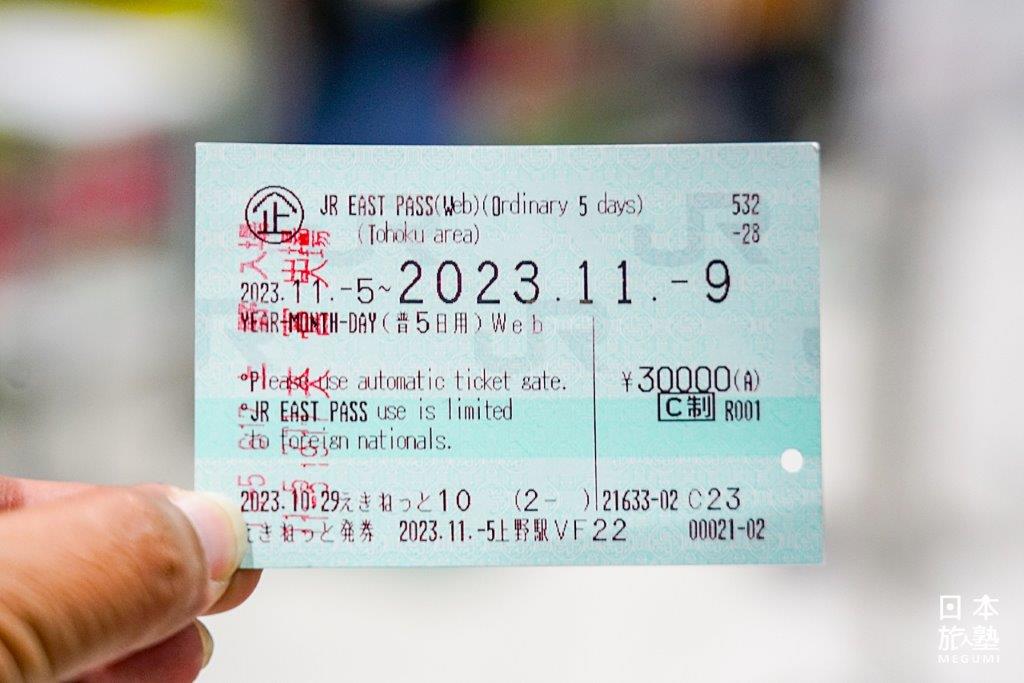 企 JR EAST PASS(Web)(Ordinary 5 days) 532
(Tohoku area) -28
2023.11.-5~2023.11.-9
YEAR-MONTH-DAY(普5日用)Web
°Please use automatic ticket gate. ¥30000(A)
°JR EAST PASS use is limited C制 R001
to foreign nationals.
2023.10.29えきねっと10 (2- )21633-02 C23
えきねっと発券 2023.11.-5上野駅VF22 00021-02
日本
旅人塾
MEGUMI